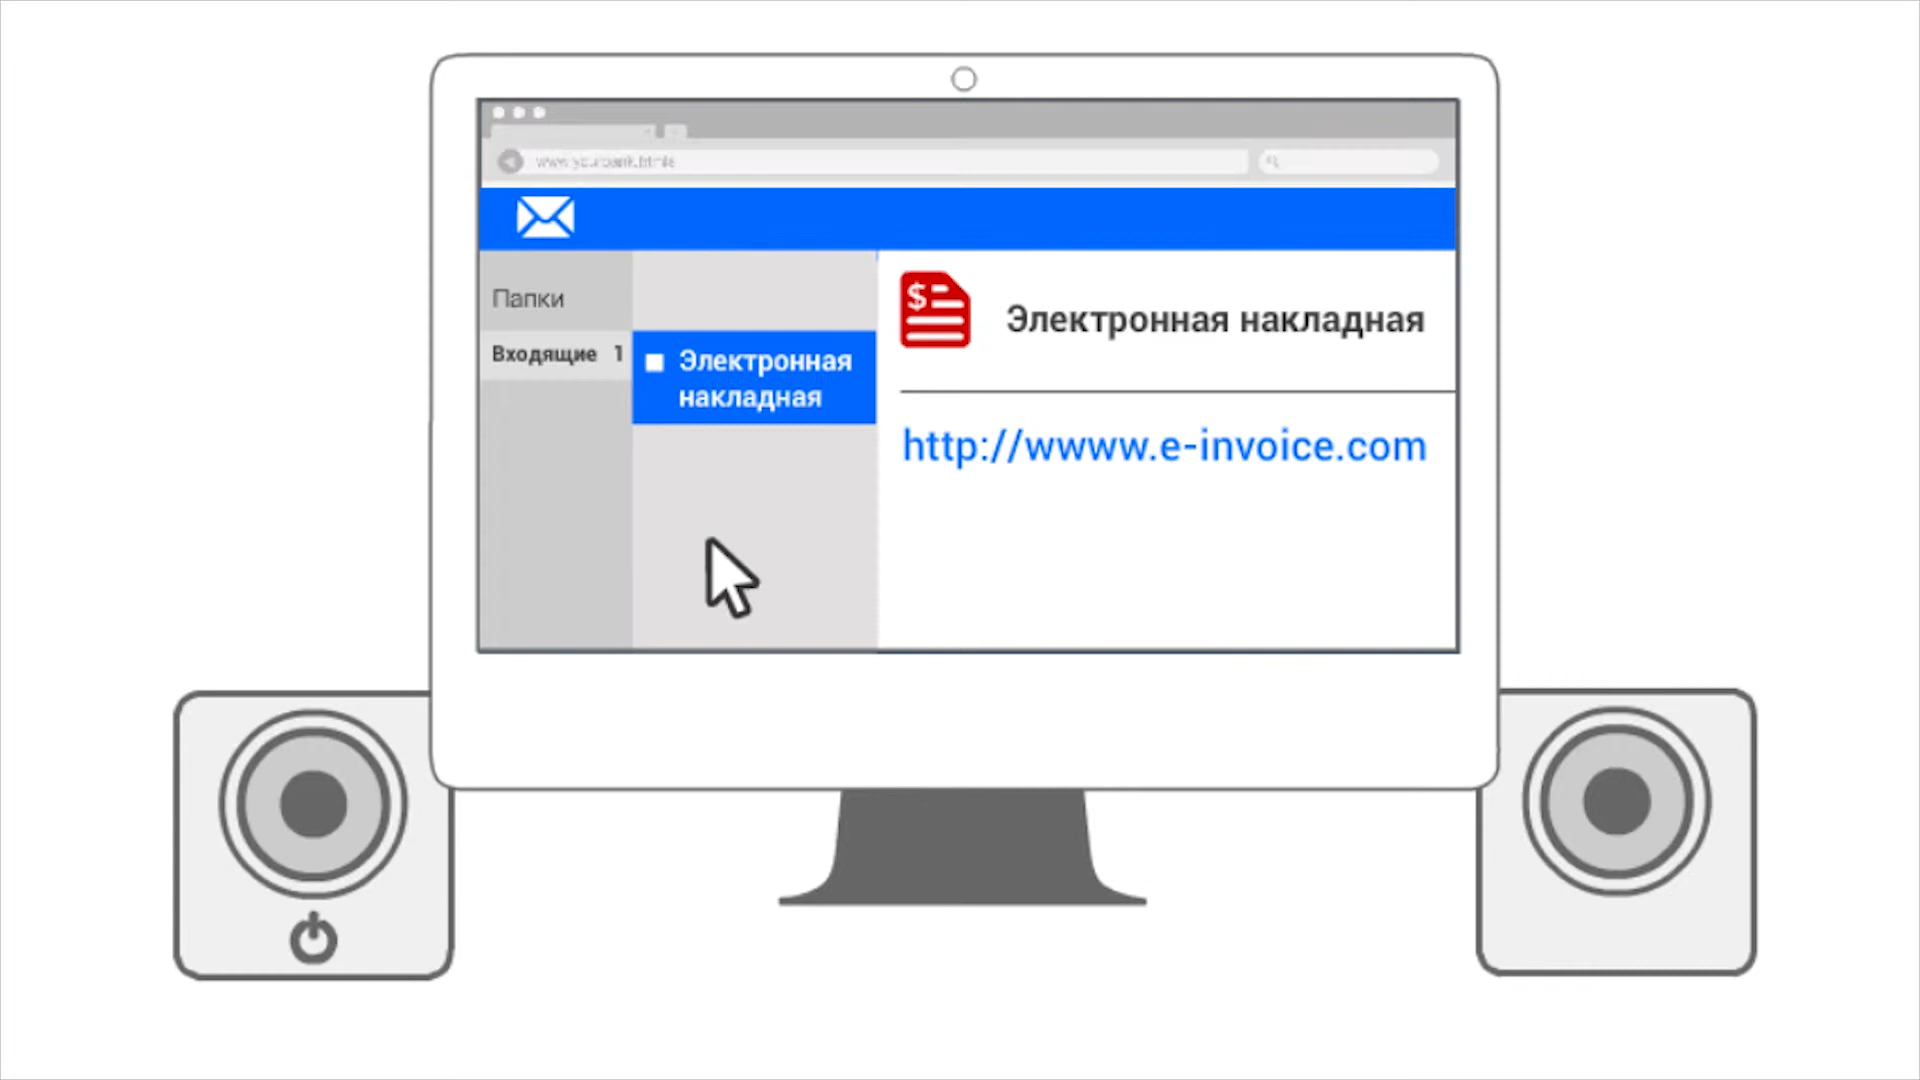 Папки
Входящие 1
Электронная
накладная
$
Электронная накладная
http://wwww.e-invoice.com